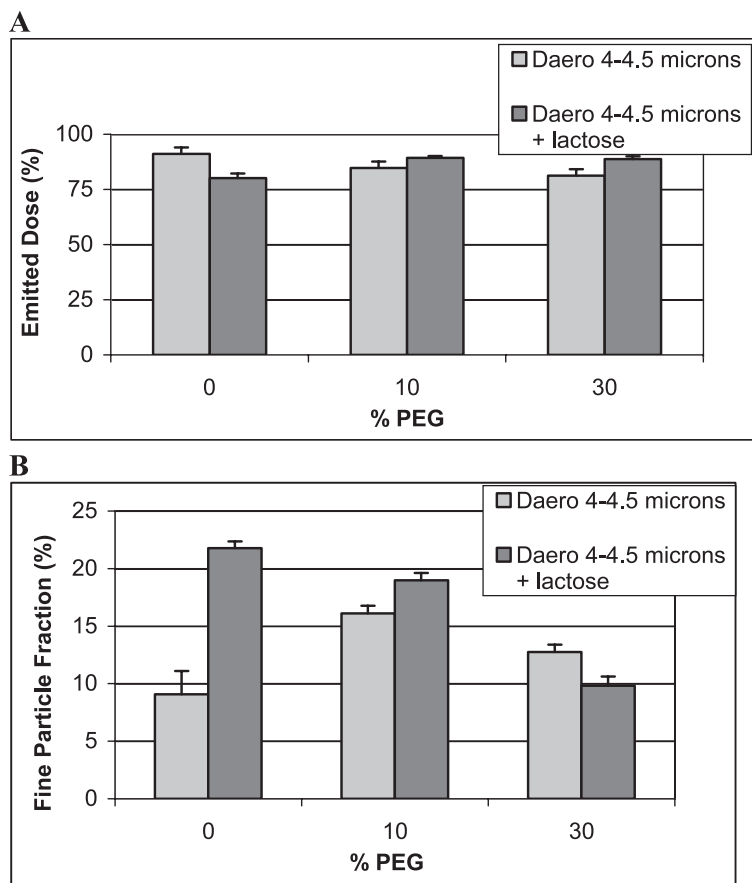 A
Daero 4-4.5 microns
Daero 4-4.5 microns
+ lactose
Emitted Dose (%)
100
75
50
25
0
0 10 30
% PEG
B
Daero 4-4.5 microns
Daero 4-4.5 microns
+ lactose
Fine Particle Fraction (%)
25
20
15
10
5
0
0 10 30
% PEG